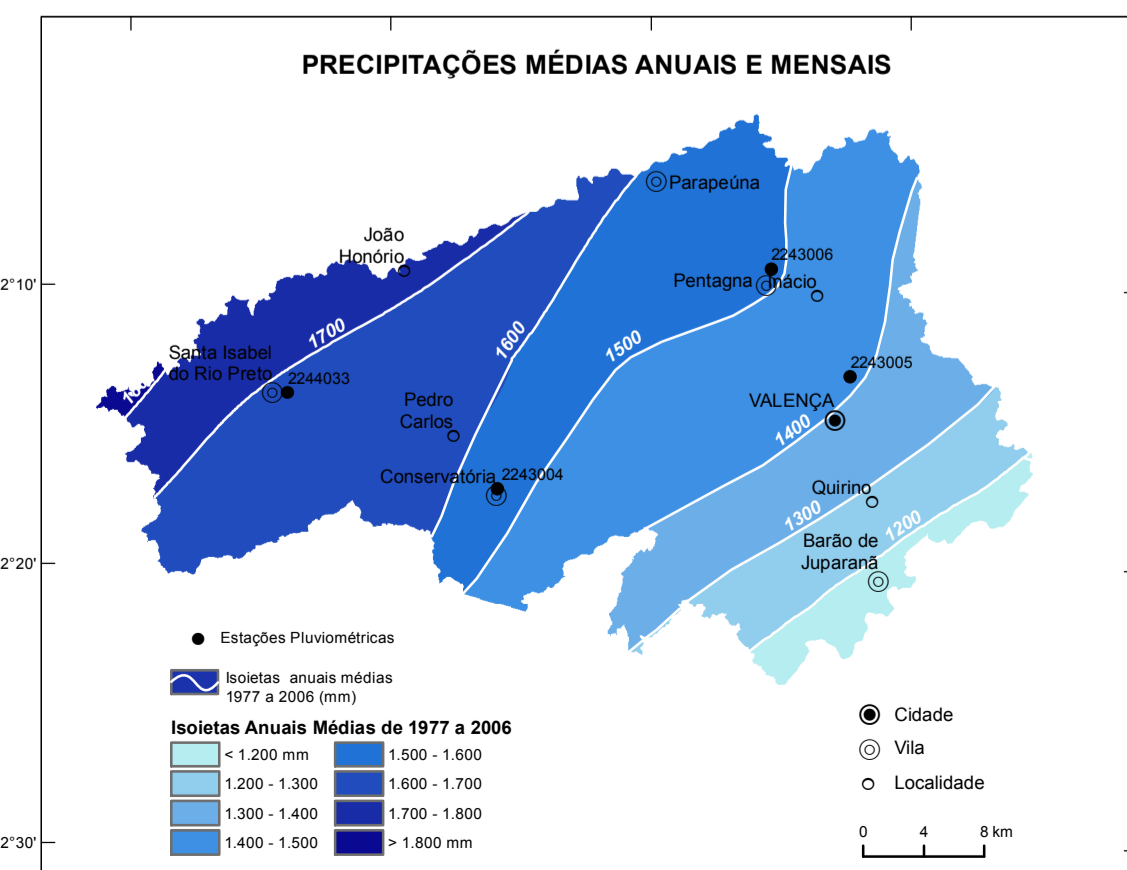 PRECIPITAÇÕES MÉDIAS ANUAIS E MENSAIS
Parapeúna
João
Honório
2243006
Pentagna
Inácio
2°10'
1700
1600
1500
Santa Isabel
do Rio Preto
2244033
2243005
VALENÇA
Pedro
Carlos
1400
Conservatória
2243004
Quirino
1300
1200
Barão de
Juparanã
2°20'
Estações Pluviométricas
Isoietas anuais médias
1977 a 2006 (mm)
Isoietas Anuais Médias de 1977 a 2006
< 1.200 mm
1.500 - 1.600
1.200 - 1.300
1.600 - 1.700
1.300 - 1.400
1.700 - 1.800
1.400 - 1.500
> 1.800 mm
Cidade
Vila
Localidade
0 4 8 km
2°30'